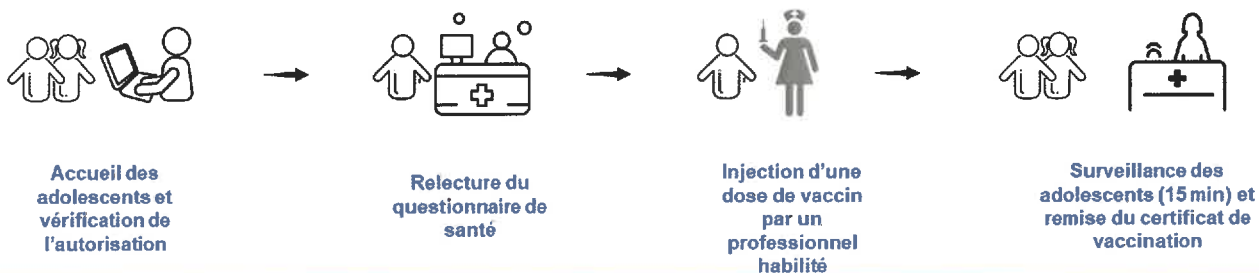 Accueil des
adolescents et
vérification de
l'autorisation
Relecture du
questionnaire de
santé
Injection d'une
dose de vaccin
par un
professionnel
habilité
Surveillance des
adolescents (15 min) et
remise du certificat de
vaccination